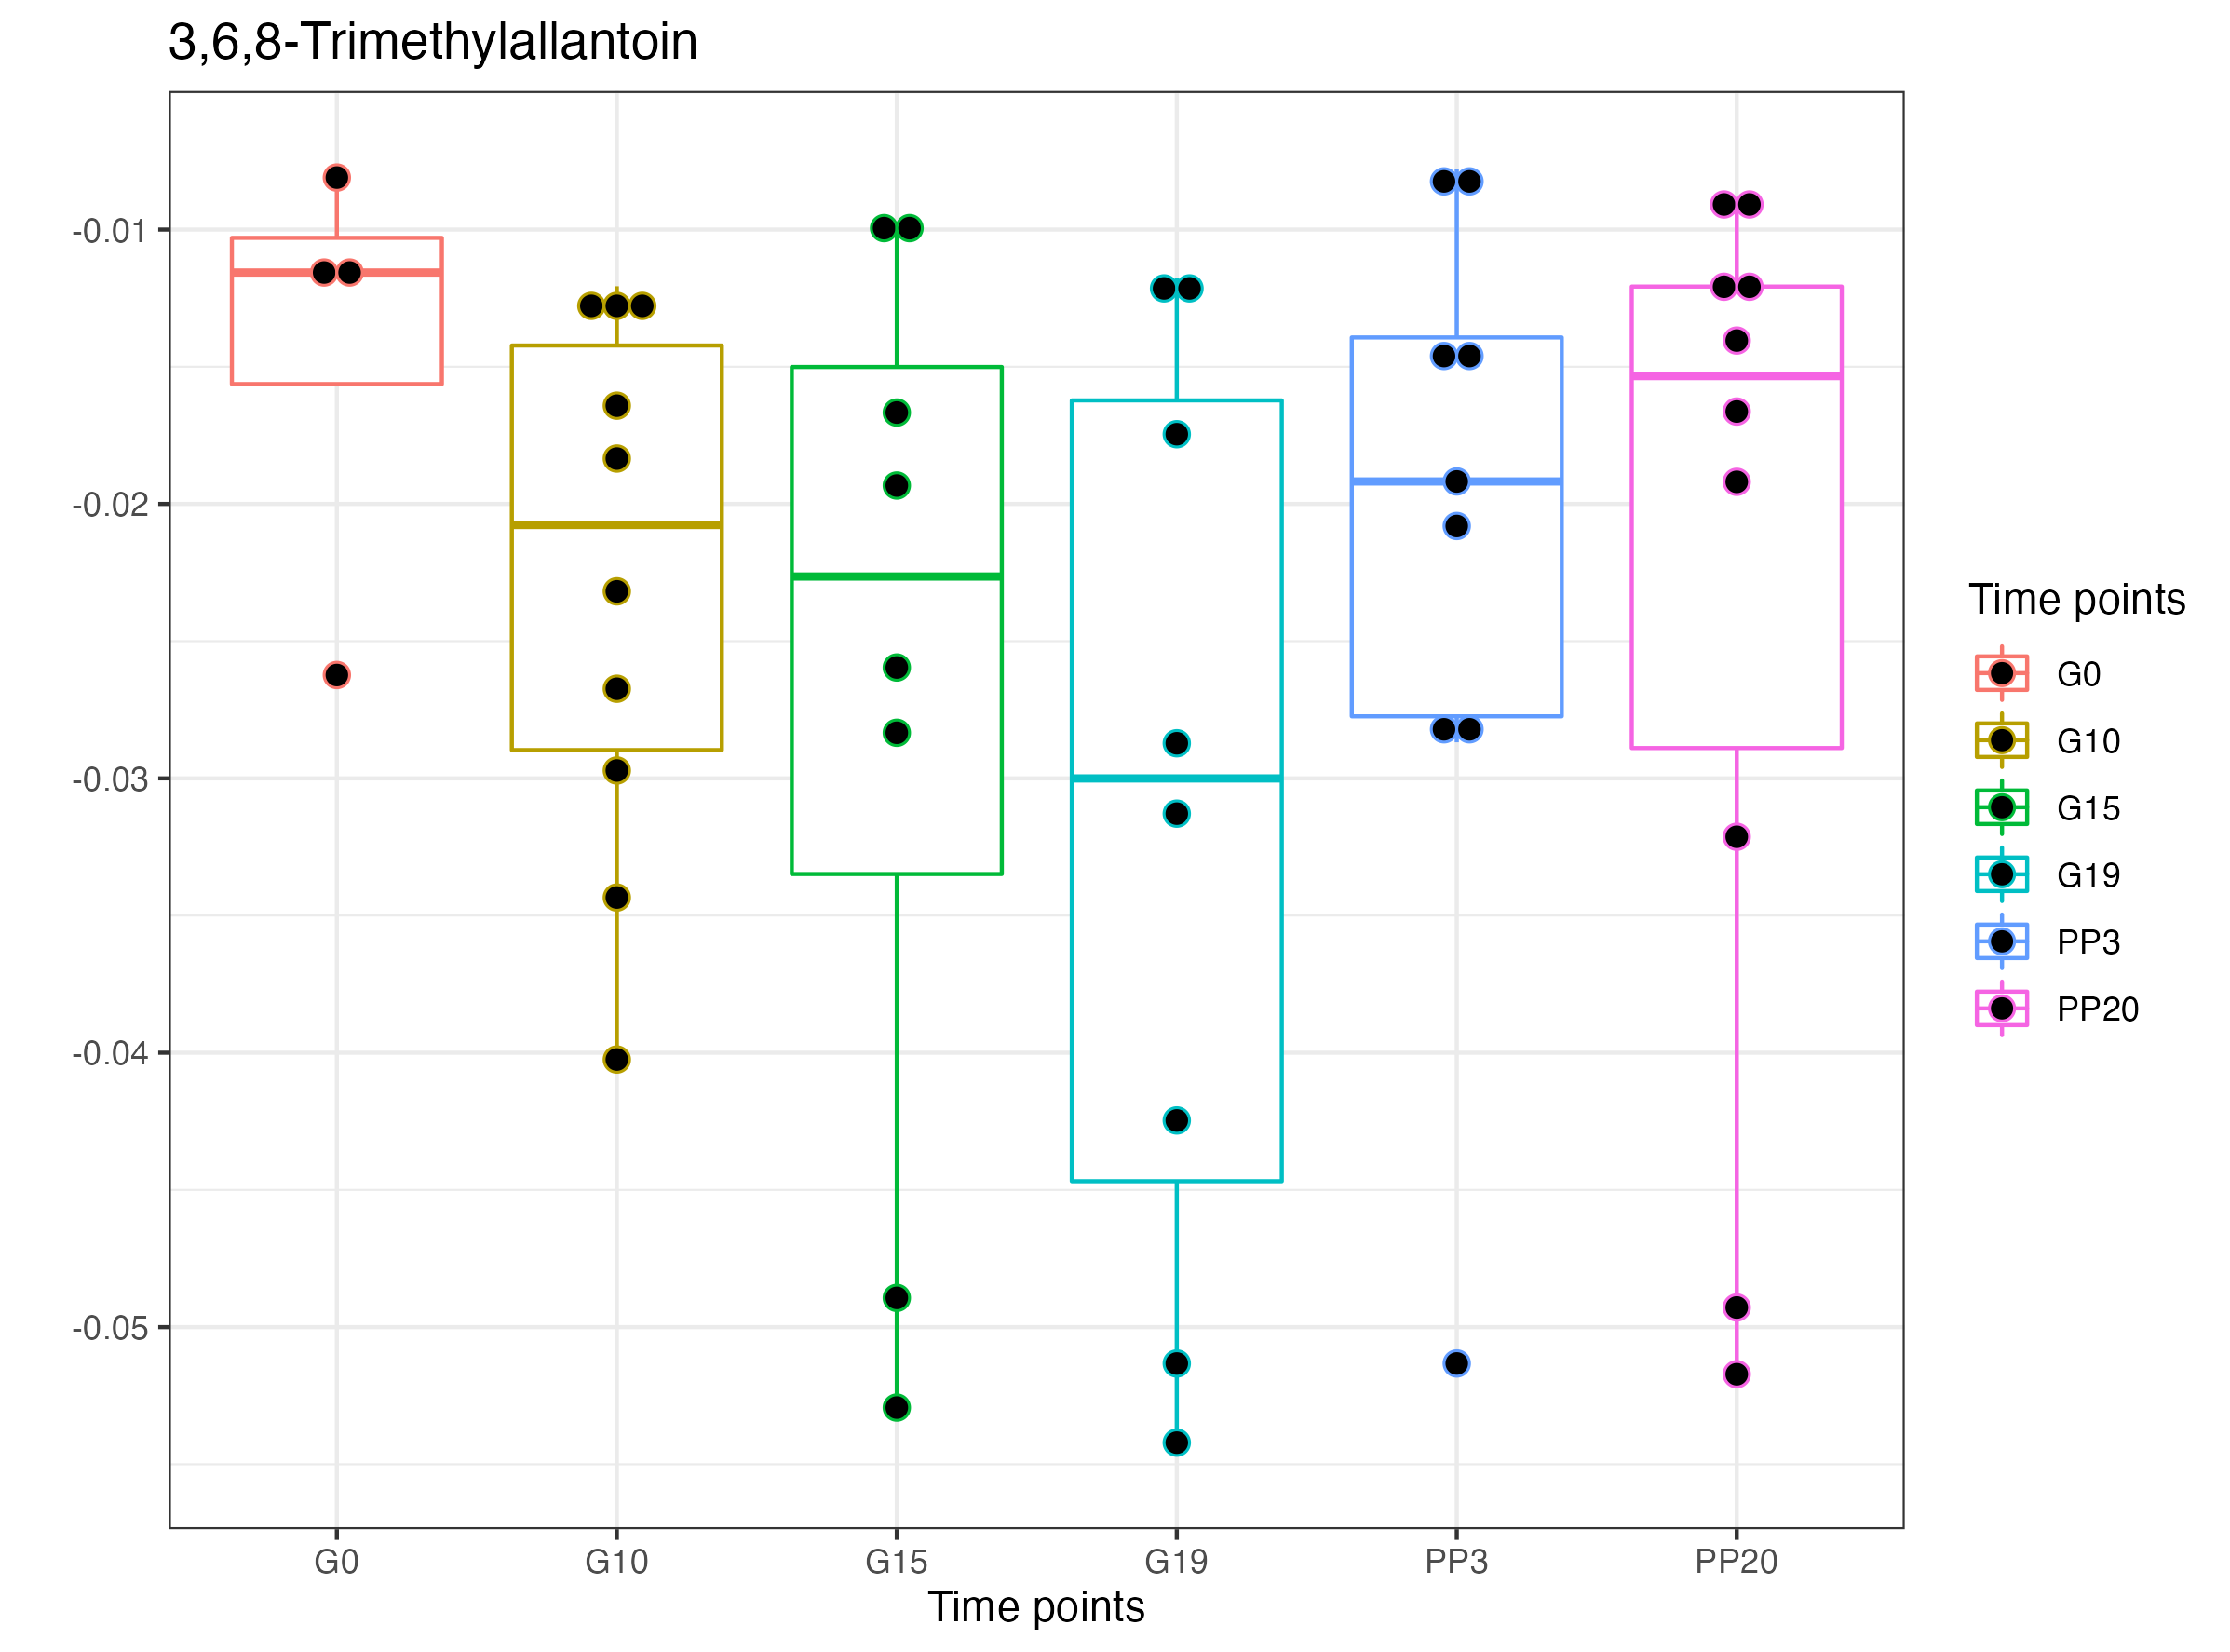 3,6,8-Trimethylallantoin
-0.01
-0.02
-0.03
-0.04
-0.05
G0 G10 G15 G19 PP3 PP20
Time points
Time points
G0
G10
G15
G19
PP3
PP20